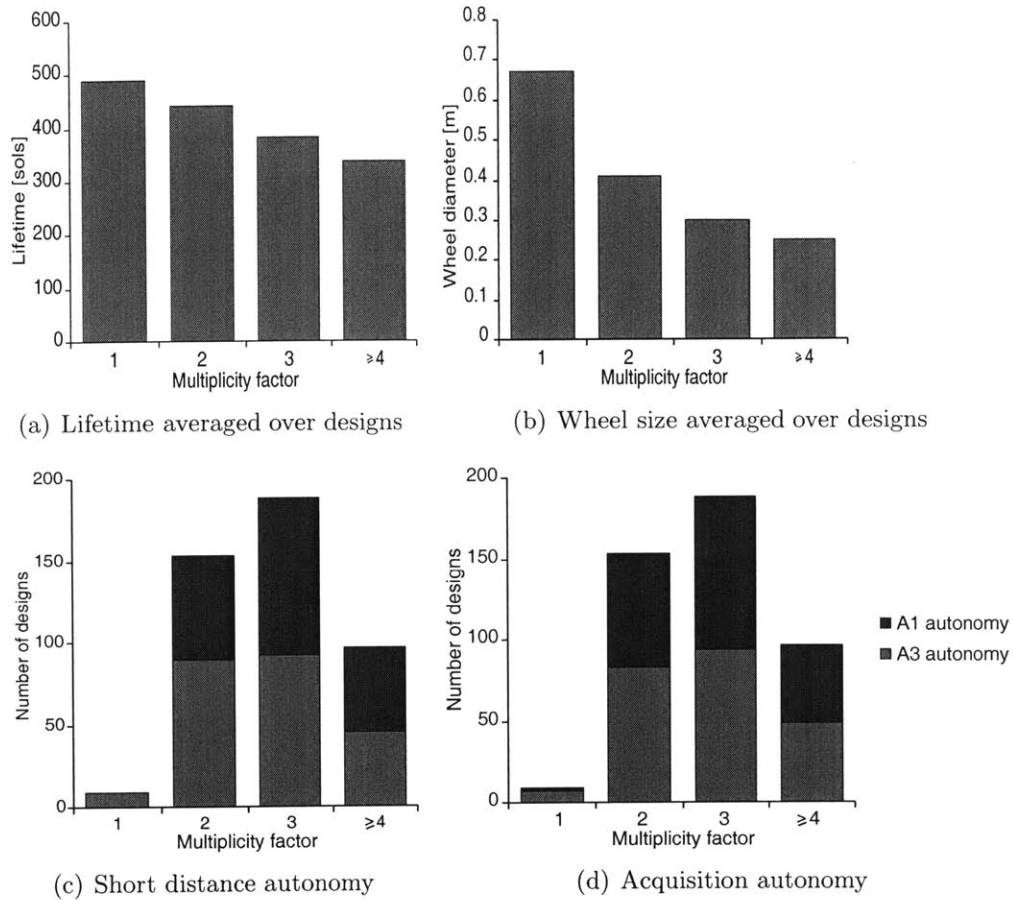 600
500
400
300
200
100
0
Lifetime [sols]
1 2 3 ≥4
Multiplicity factor
(a) Lifetime averaged over designs
0.8
0.7
0.6
0.5
0.4
0.3
0.2
0.1
0
Wheel diameter [m]
1 2 3 ≥4
Multiplicity factor
(b) Wheel size averaged over designs
200
150
100
50
0
Number of designs
1 2 3 ≥4
Multiplicity factor
(c) Short distance autonomy
200
150
100
50
0
Number of designs
1 2 3 ≥4
Multiplicity factor
A1 autonomy
A3 autonomy
(d) Acquisition autonomy